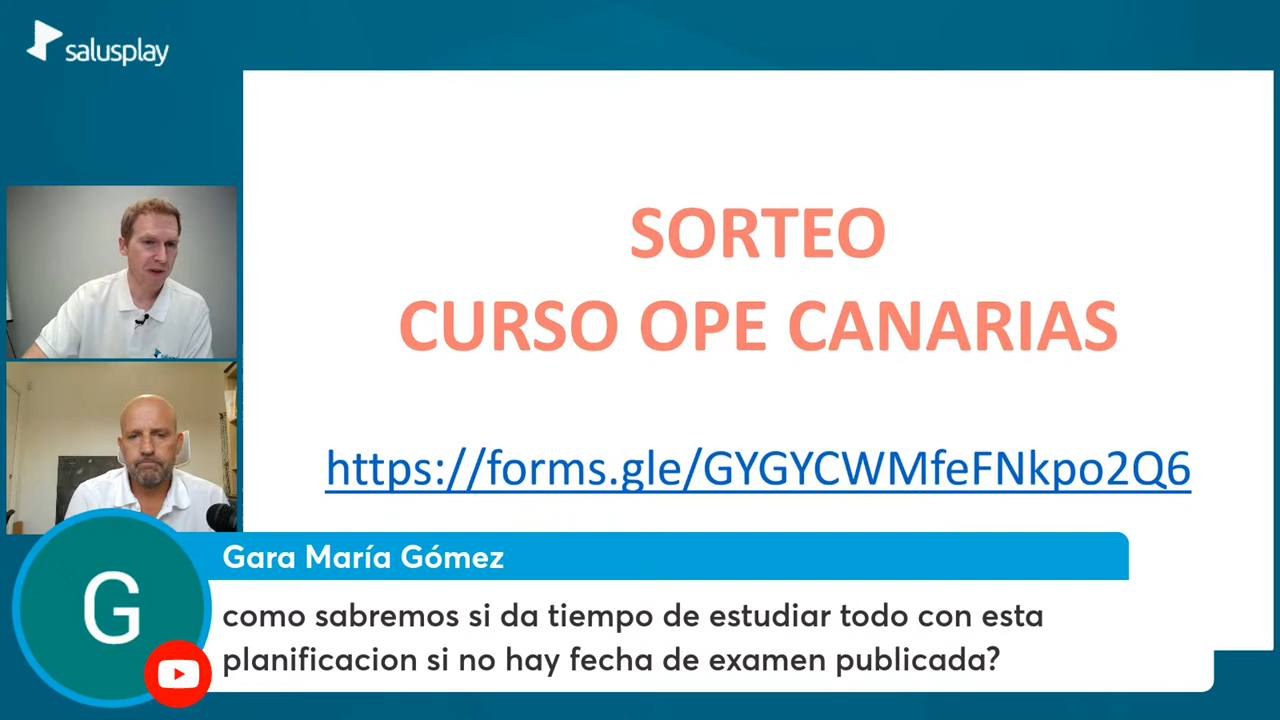 salusplay
SORTEO
CURSO OPE CANARIAS
https://forms.gle/GYGYCWMfeFNkpo2Q6
Gara María Gómez
G
como sabremos si da tiempo de estudiar todo con esta
planificacion si no hay fecha de examen publicada?